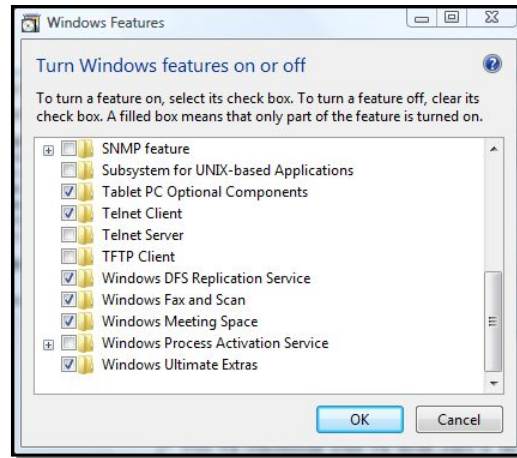 Windows Features
Turn Windows features on or off
To turn a feature on, select its check box. To turn a feature off, clear its
check box. A filled box means that only part of the feature is turned on.
SNMP feature
Subsystem for UNIX-based Applications
Tablet PC Optional Components
Telnet Client
Telnet Server
TFTP Client
Windows DFS Replication Service
Windows Fax and Scan
Windows Meeting Space
Windows Process Activation Service
Windows Ultimate Extras
OK Cancel